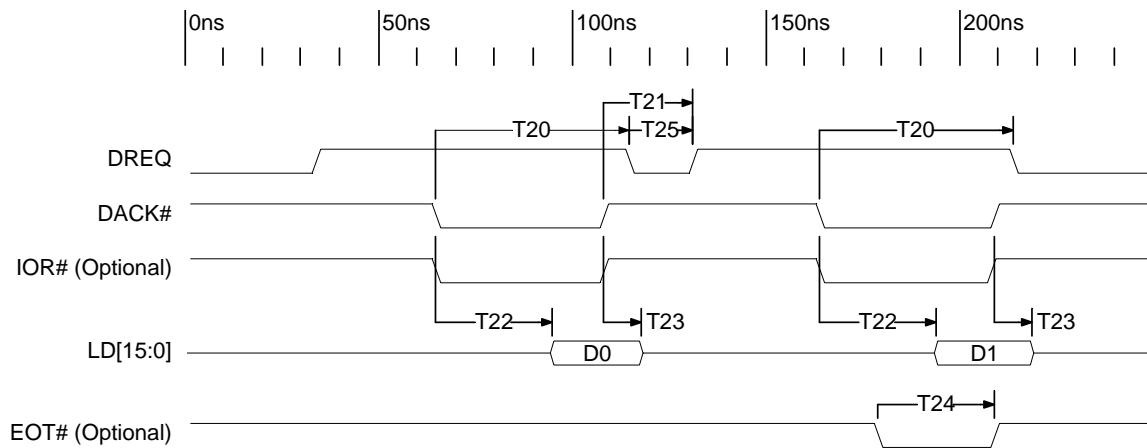 0ns 50ns 100ns 150ns 200ns
T21
T20 T25 T20
DREQ
DACK#
IOR# (Optional)
T22 T23 T22 T23
LD[15:0]
D0 D1
T24
EOT# (Optional)